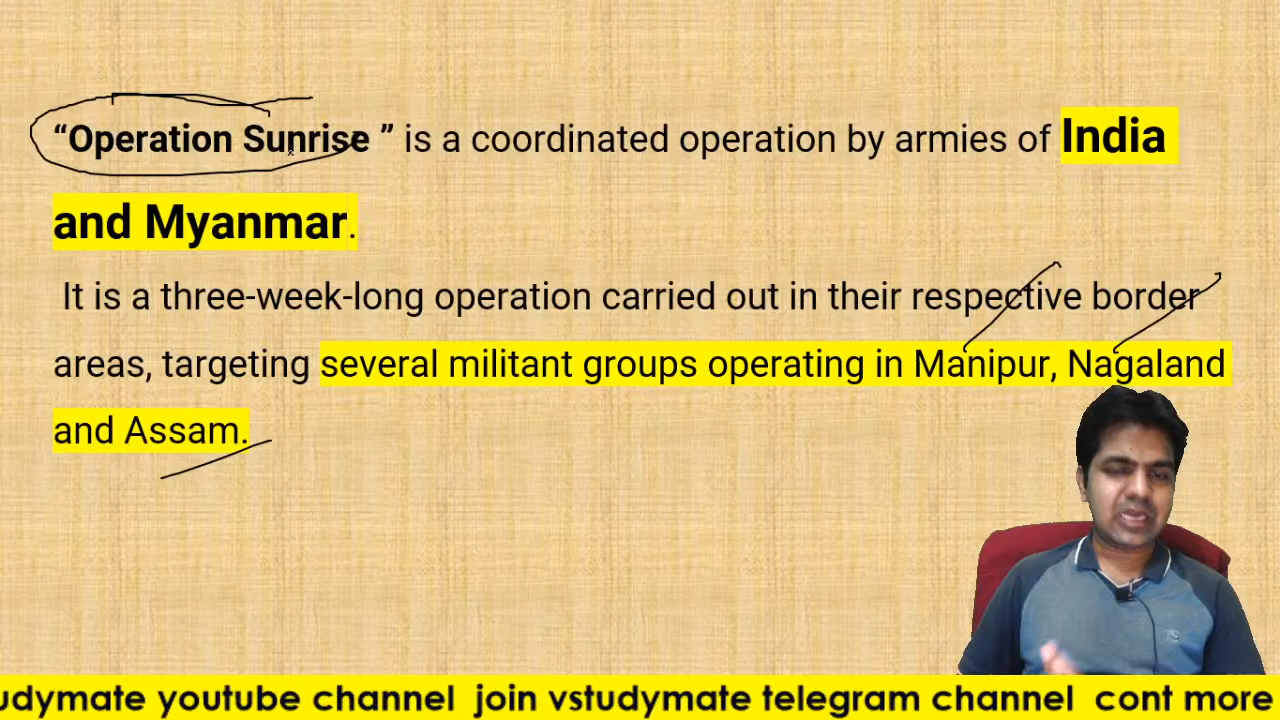 “Operation Sunrise ” is a coordinated operation by armies of India
and Myanmar.
It is a three-week-long operation carried out in their respective border
areas, targeting several militant groups operating in Manipur, Nagaland
and Assam.
udymate youtube channel join vstudymate telegram channel cont more